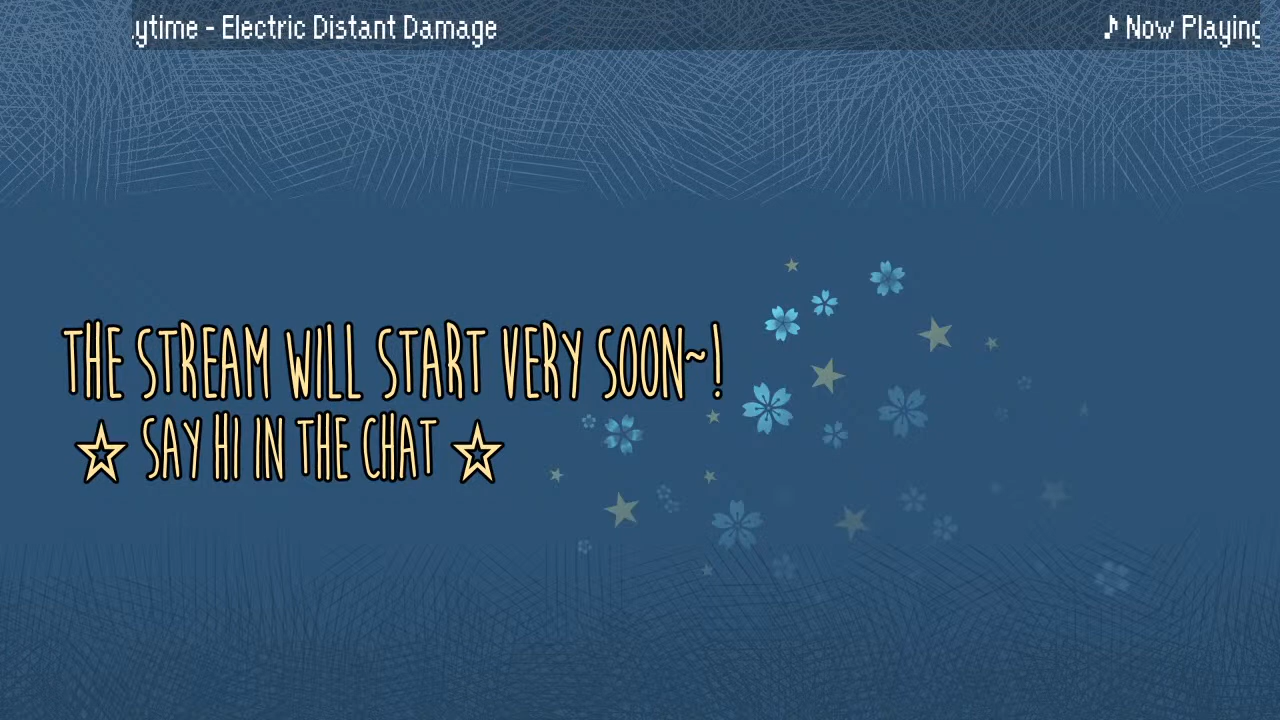 ytime - Electric Distant Damage
♪ Now Playing
THE STREAM WILL START VERY SOON~!
☆ SAY HI IN THE CHAT ☆